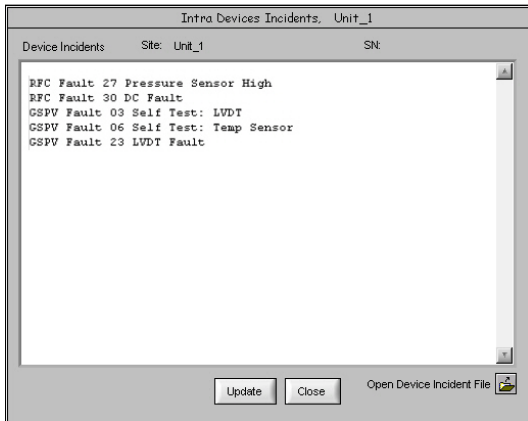 Intra Devices Incidents, Unit_1
Device Incidents Site: Unit_1 SN:
RFC Fault 27 Pressure Sensor High
RFC Fault 30 DC Fault
GSPV Fault 03 Self Test: LVDT
GSPV Fault 06 Self Test: Temp Sensor
GSPV Fault 23 LVDT Fault
Update Close Open Device Incident File